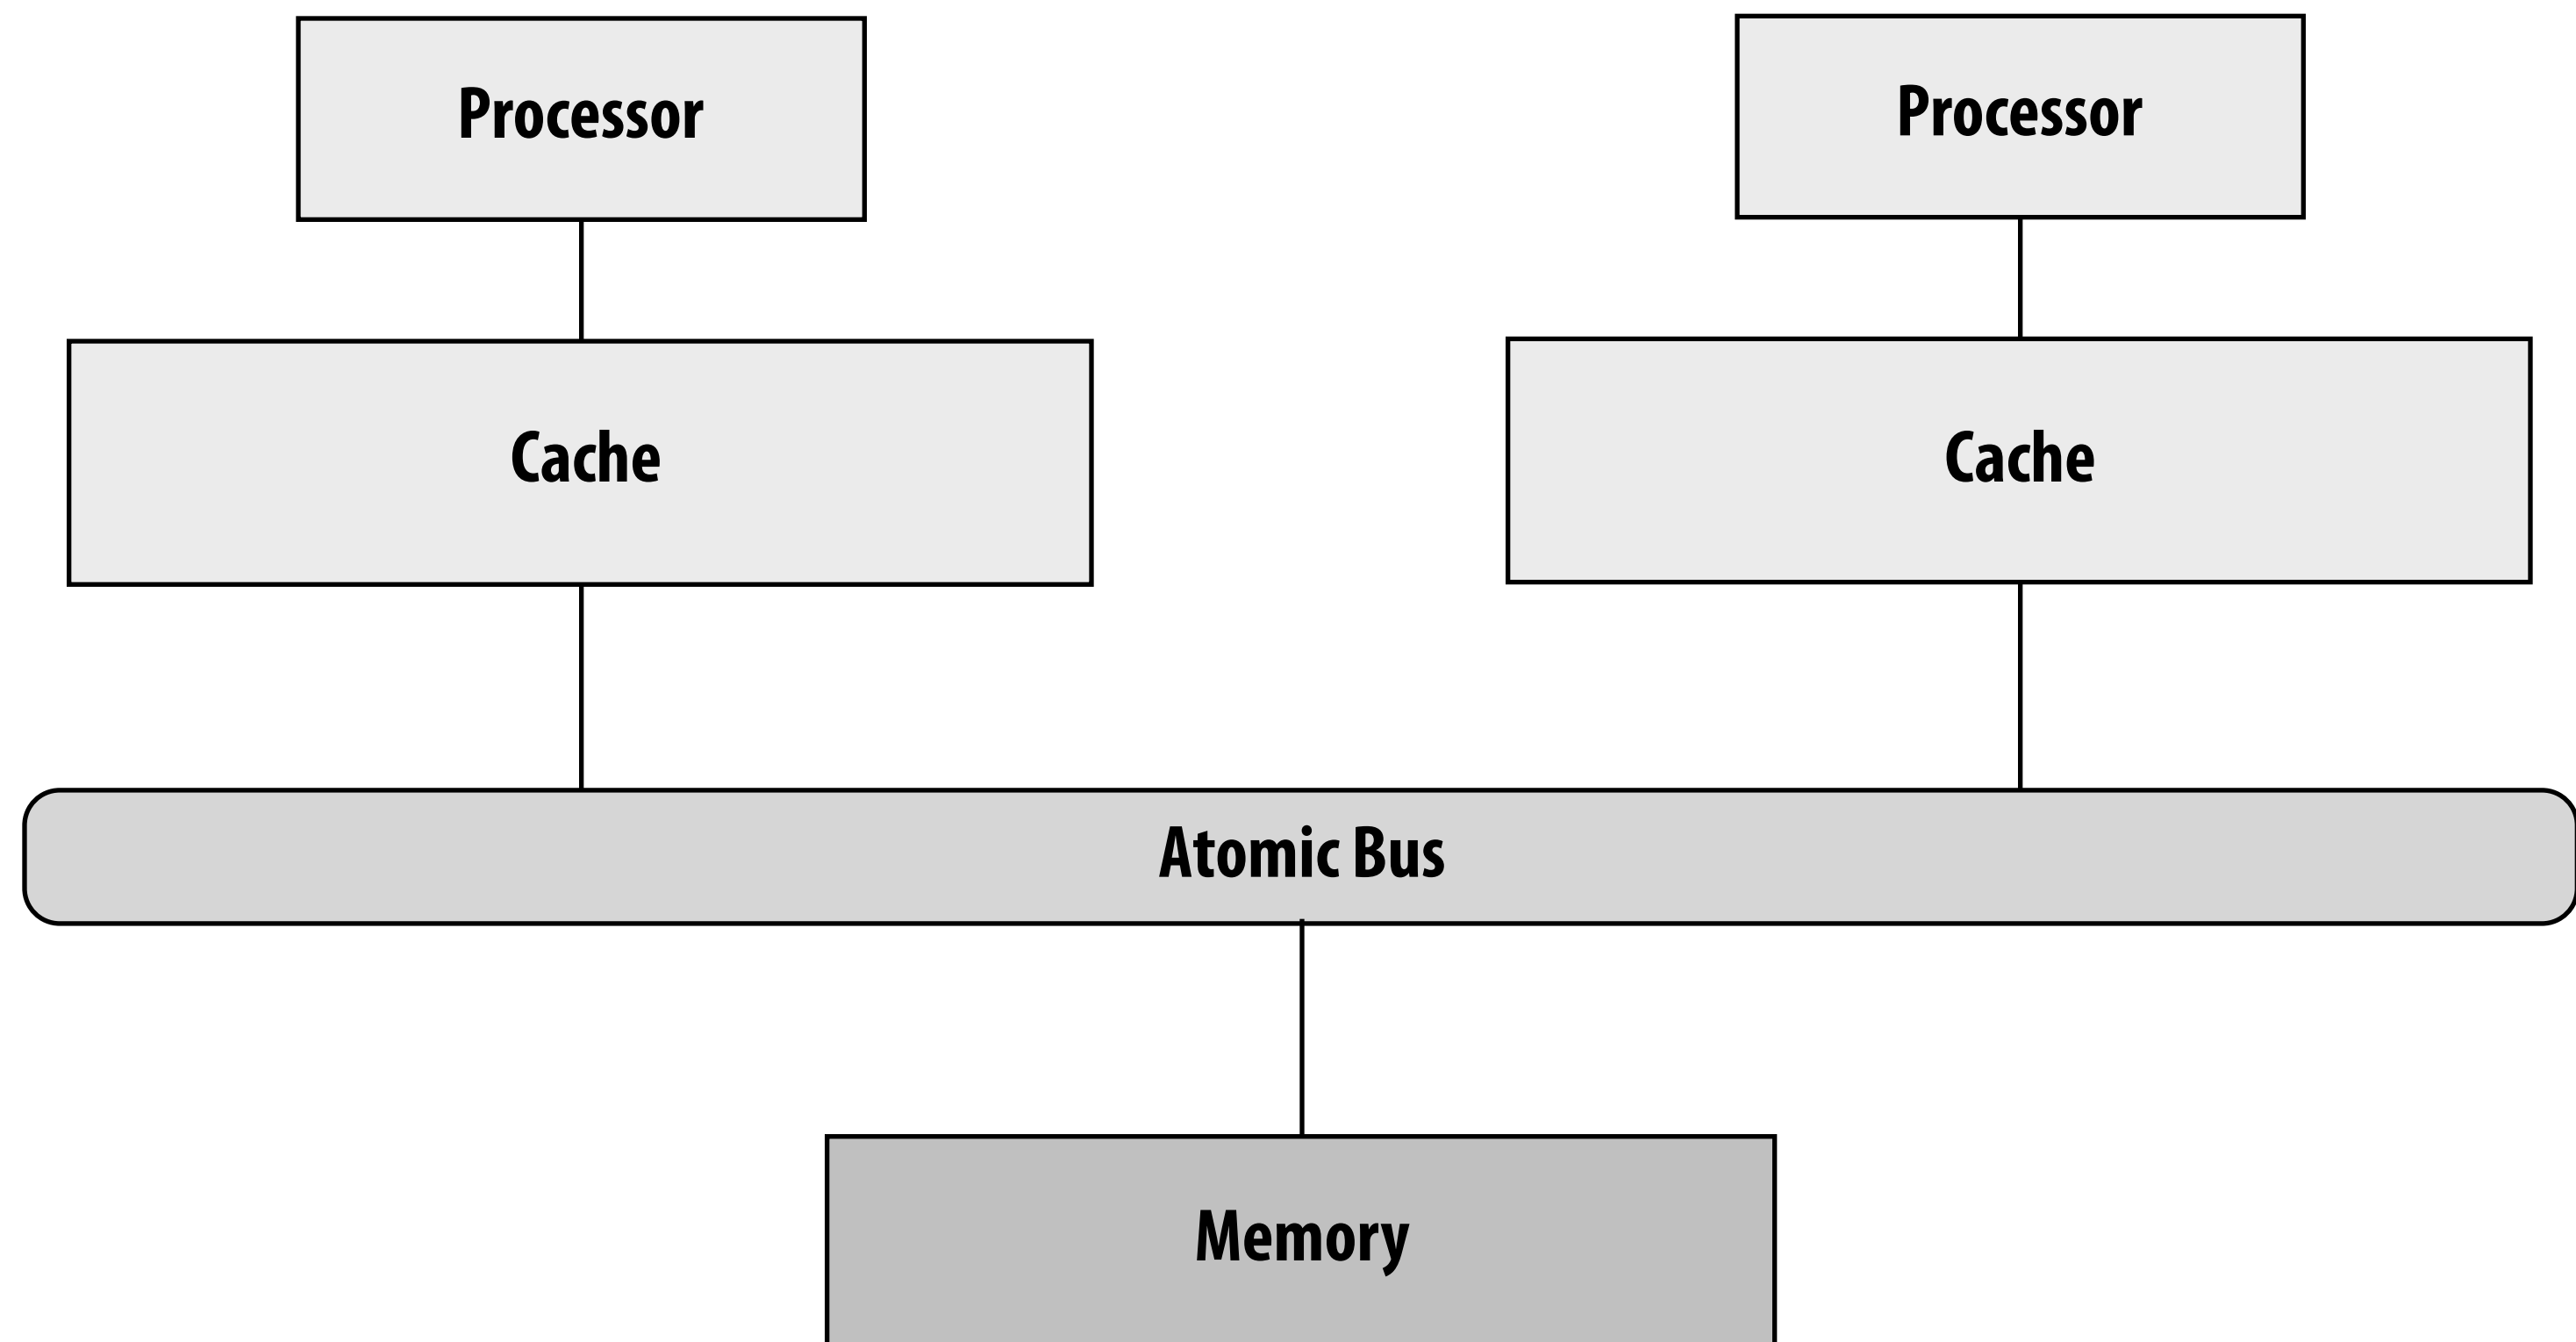 Processor
Processor
Cache
Cache
Atomic Bus
Memory